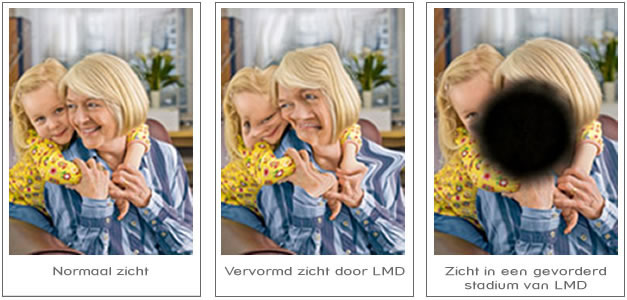 Normaal zicht
Vervormd zicht door LMD
Zicht in een gevorderd
stadium van LMD